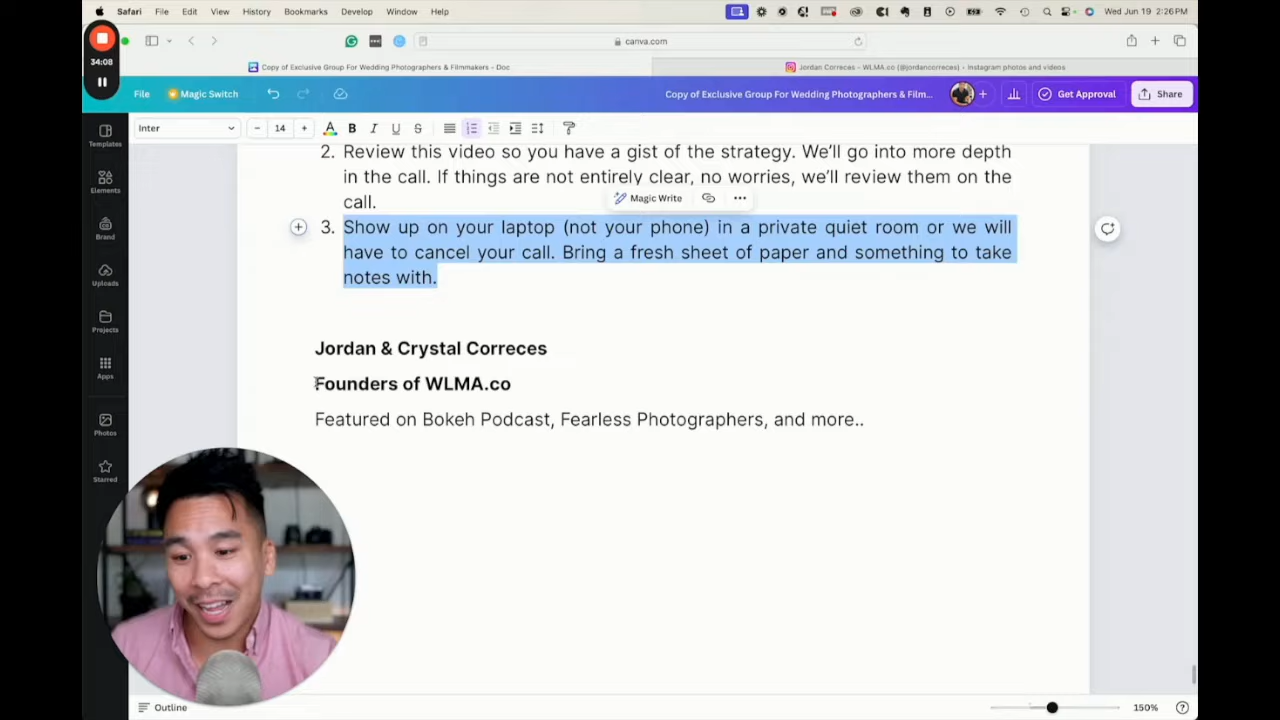 Safari File Edit View History Bookmarks Develop Window Help Wed Jun 19 2:26 PM
canva.com
34:08
Copy of Exclusive Group For Wedding Photographers & Filmmakers - Doc
Jordan Correces – WLMA.co (@jordancorreces) • Instagram photos and videos
File Magic Switch Copy of Exclusive Group For Wedding Photographers & Film... Get Approval Share
Inter 14
Templates
Elements
Brand
Uploads
Projects
Apps
Photos
Starred
2. Review this video so you have a gist of the strategy. We'll go into more depth
in the call. If things are not entirely clear, no worries, we'll review them on the
call.
Magic Write
3. Show up on your laptop (not your phone) in a private quiet room or we will
have to cancel your call. Bring a fresh sheet of paper and something to take
notes with.
Jordan & Crystal Correces
Founders of WLMA.co
Featured on Bokeh Podcast, Fearless Photographers, and more..
Outline 150%